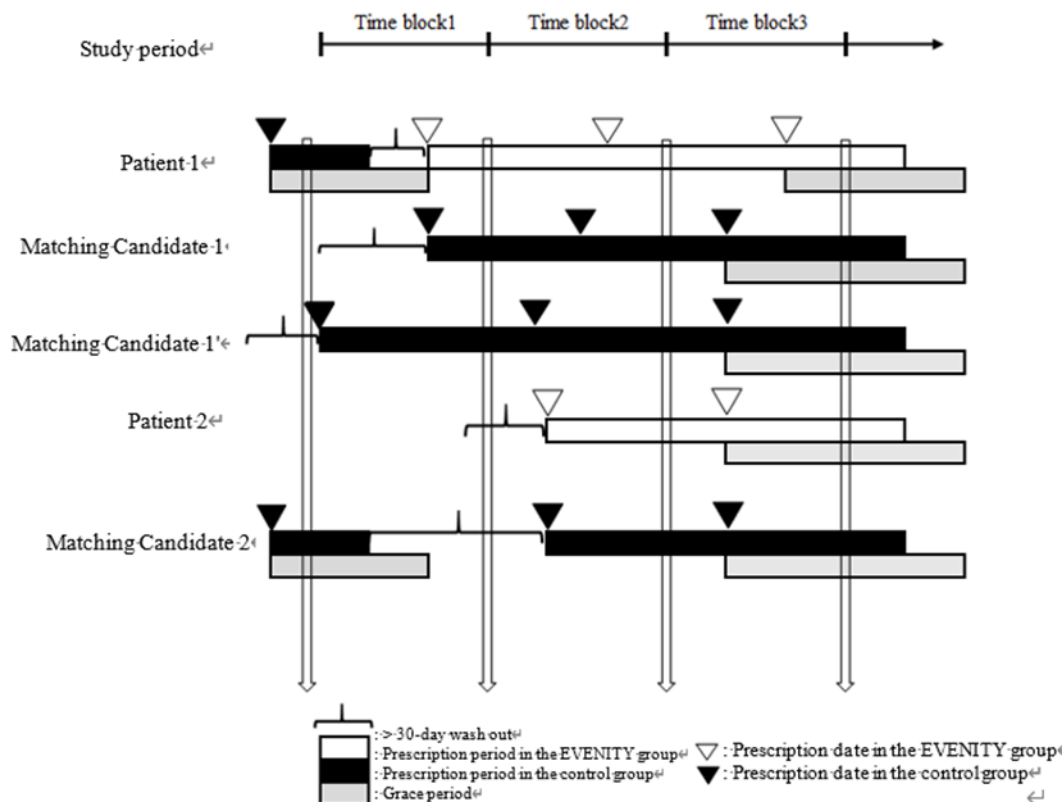 Time block1 Time block2 Time block3
Study period↵
Patient·1↵
Matching·Candidate·1
Matching·Candidate·1'↵
Patient·2↵
Matching·Candidate·2
:·>·30-day·wash·out↵
:·Prescription·period·in·the·EVENITY·group↵
:·Prescription·period·in·the·control·group↵
:·Grace·period↵
:·Prescription·date·in·the·EVENITY·group↵
:·Prescription·date·in·the·control·group↵
↵